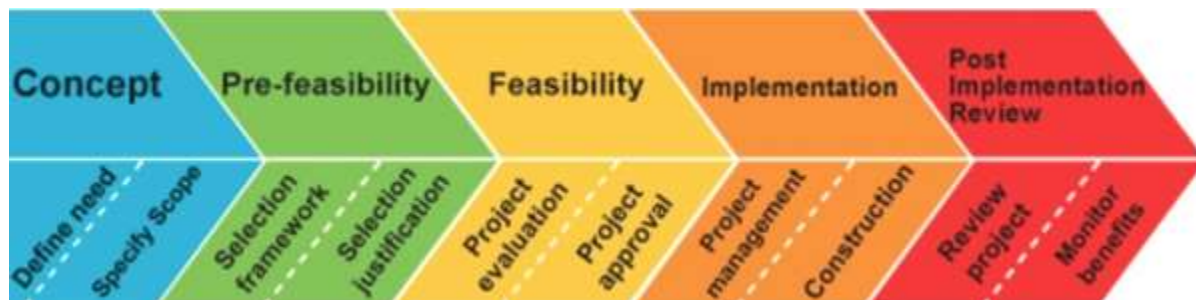 Concept
Pre-feasibility
Feasibility
Implementation
Post
Implementation
Review
Define need
Specify Scope
Selection
framework
Selection
justification
Project
evaluation
Project
approval
Project
management
Construction
Review
project
Monitor
benefits